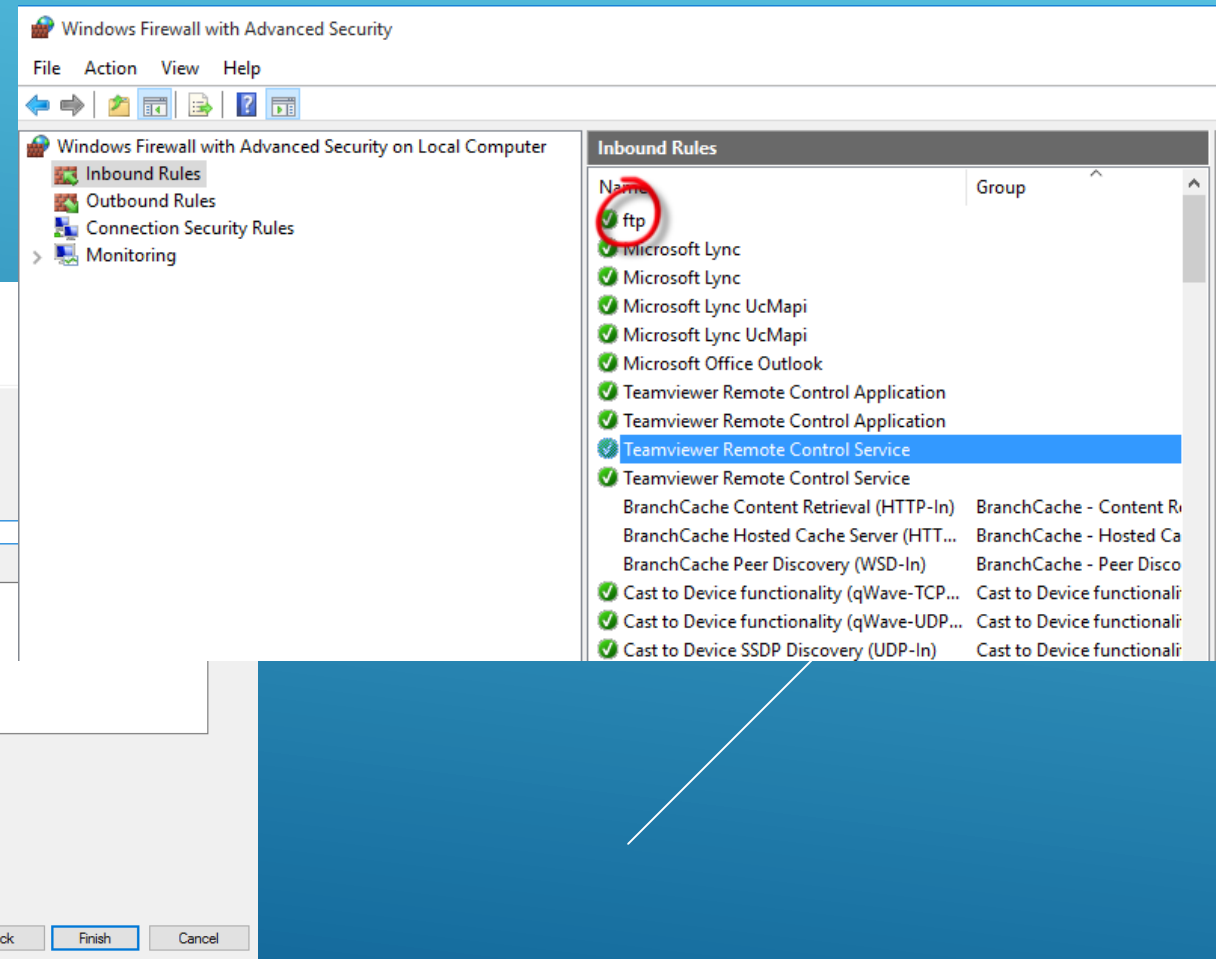 Windows Firewall with Advanced Security
File Action View Help
Windows Firewall with Advanced Security on Local Computer
Inbound Rules
Outbound Rules
Connection Security Rules
Monitoring
Inbound Rules
Name Group
ftp
Microsoft Lync
Microsoft Lync
Microsoft Lync UcMapi
Microsoft Lync UcMapi
Microsoft Office Outlook
Teamviewer Remote Control Application
Teamviewer Remote Control Application
Teamviewer Remote Control Service
Teamviewer Remote Control Service
BranchCache Content Retrieval (HTTP-In) BranchCache - Content
BranchCache Hosted Cache Server (HTT... BranchCache - Hosted Ca
BranchCache Peer Discovery (WSD-In) BranchCache - Peer Disco
Cast to Device functionality (qWave-TCP... Cast to Device functionali
Cast to Device functionality (qWave-UDP... Cast to Device functionali
Cast to Device SSDP Discovery (UDP-In) Cast to Device functionali
ck Finish Cancel